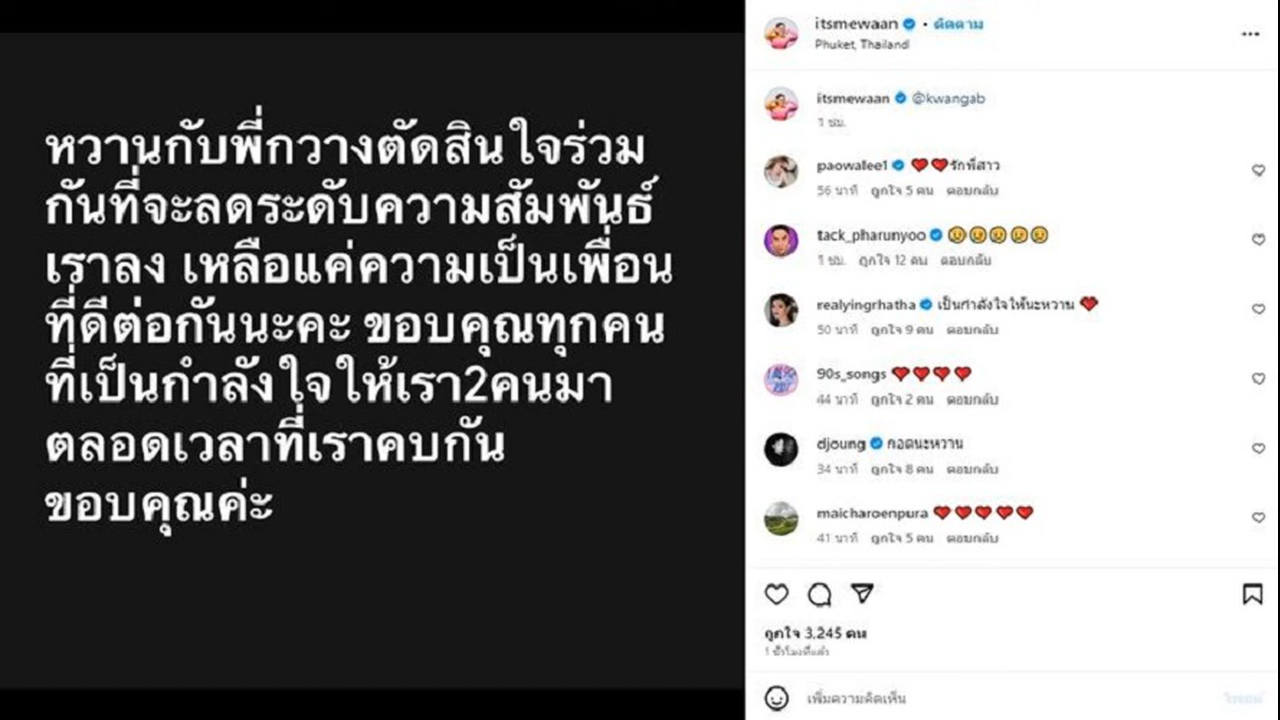 หวานกับพี่กวางตัดสินใจร่วม
กันที่จะลดระดับความสัมพันธ์
เราลง เหลือแค่ความเป็นเพื่อน
ที่ดีต่อกันนะคะ ขอบคุณทุกคน
ที่เป็นกำลังใจให้เรา2คนมา
ตลอดเวลาที่เราคบกัน
ขอบคุณค่ะ
itsmewaan • ติดตาม
Phuket, Thailand
itsmewaan @kwangab
1 ชม.
paowalee1 ❤️❤️รักพี่สาว
56 นาที ถูกใจ 5 คน ตอบกลับ
tack_pharunyoo 😢😢😢😢😢
1 ชม. ถูกใจ 12 คน ตอบกลับ
realyingrhatha เป็นกำลังใจให้นะหวาน ❤️
50 นาที ถูกใจ 9 คน ตอบกลับ
90s_songs ❤️❤️❤️❤️
44 นาที ถูกใจ 2 คน ตอบกลับ
djoung กอดนะหวาน
34 นาที ถูกใจ 8 คน ตอบกลับ
maicharoenpura ❤️❤️❤️❤️❤️
41 นาที ถูกใจ 5 คน ตอบกลับ
ถูกใจ 3,245 คน
1 ชั่วโมงที่แล้ว
เพิ่มความคิดเห็น
โพสต์